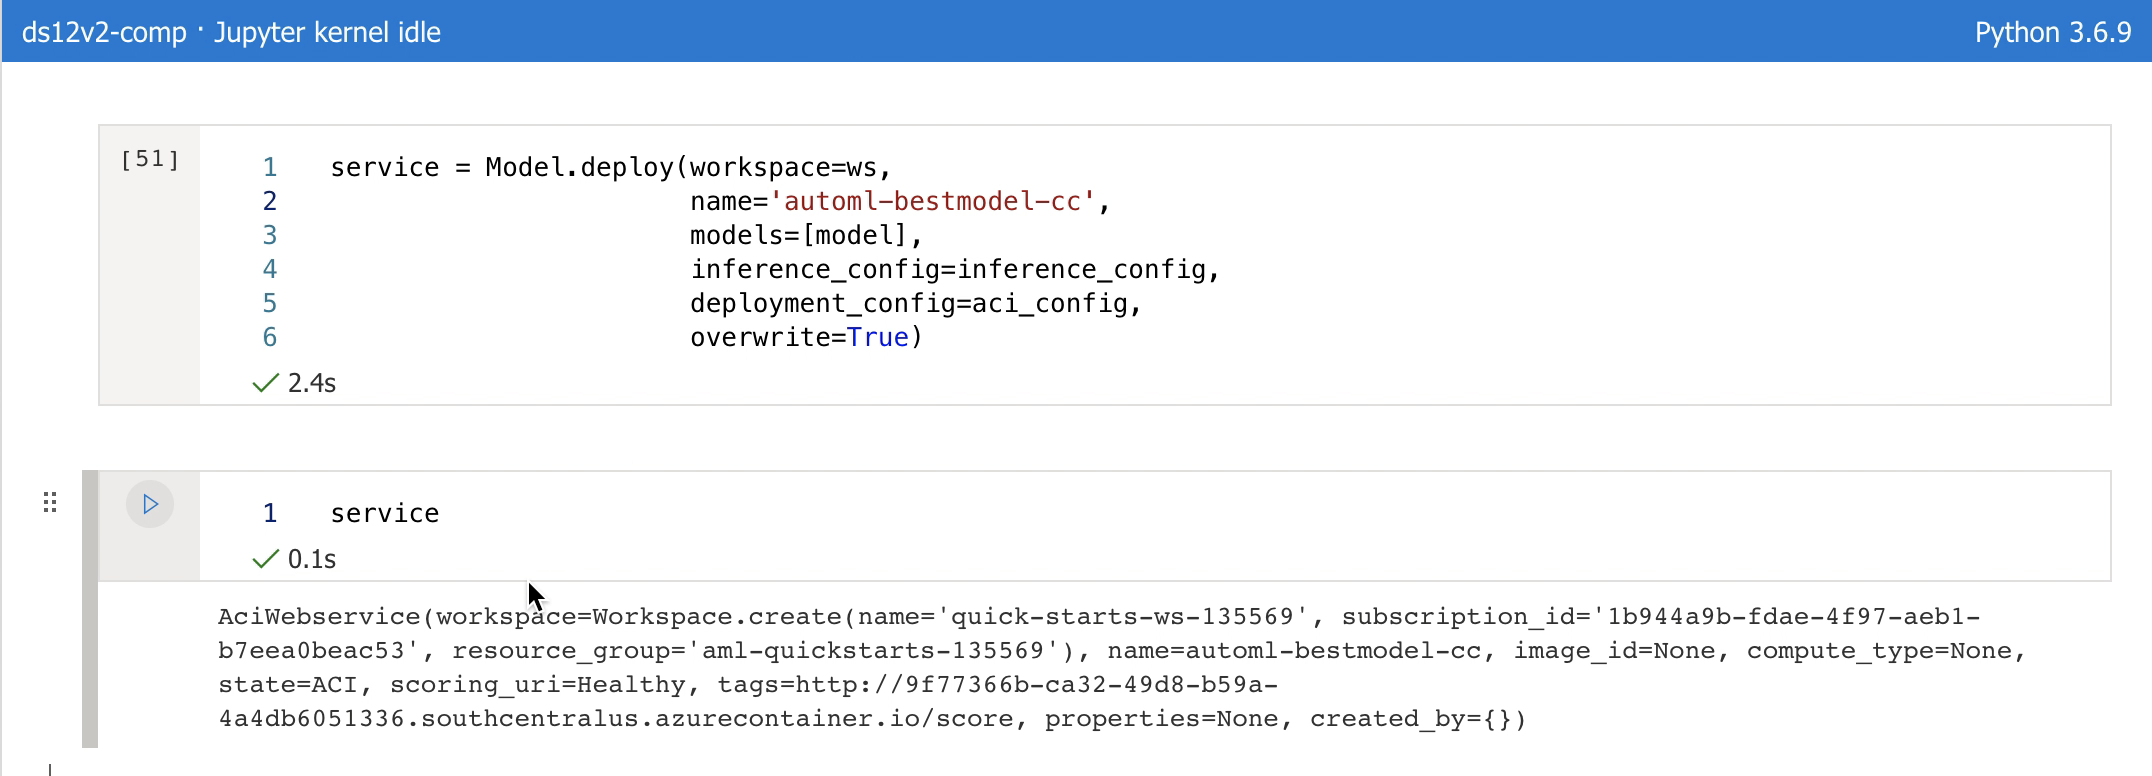 ds12v2-comp · Jupyter kernel idle
Python 3.6.9
[51]
1 service = Model.deploy(workspace=ws,
2 name='automl-bestmodel-cc',
3 models=[model],
4 inference_config=inference_config,
5 deployment_config=aci_config,
6 overwrite=True)
2.4s
1 service
0.1s
AciWebservice(workspace=Workspace.create(name='quick-starts-ws-135569', subscription_id='1b944a9b-fdae-4f97-aeb1-
b7eea0beac53', resource_group='aml-quickstarts-135569'), name=automl-bestmodel-cc, image_id=None, compute_type=None,
state=ACI, scoring_uri=Healthy, tags=http://9f77366b-ca32-49d8-b59a-
4a4db6051336.southcentralus.azurecontainer.io/score, properties=None, created_by={})